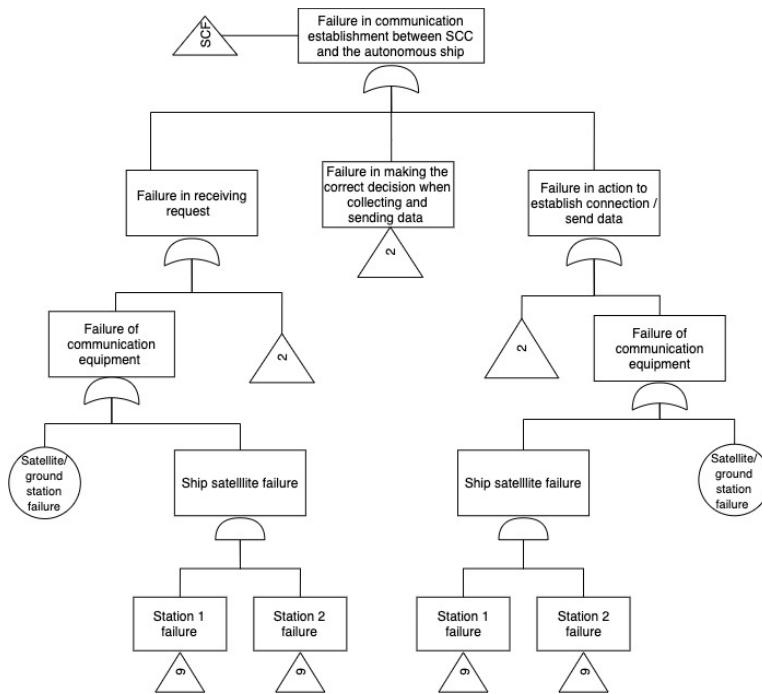 SCF
Failure in communication
establishment between SCC
and the autonomous ship
Failure in receiving
request
Failure in making the
correct decision when
collecting and
sending data
2
Failure in action to
establish connection /
send data
Failure of
communication
equipment
2
2
Failure of
communication
equipment
Satellite/
ground
station
failure
Ship satelllite failure
Ship satelllite failure
Satellite/
ground
station
failure
Station 1
failure
Station 2
failure
Station 1
failure
Station 2
failure
9
9
9
9